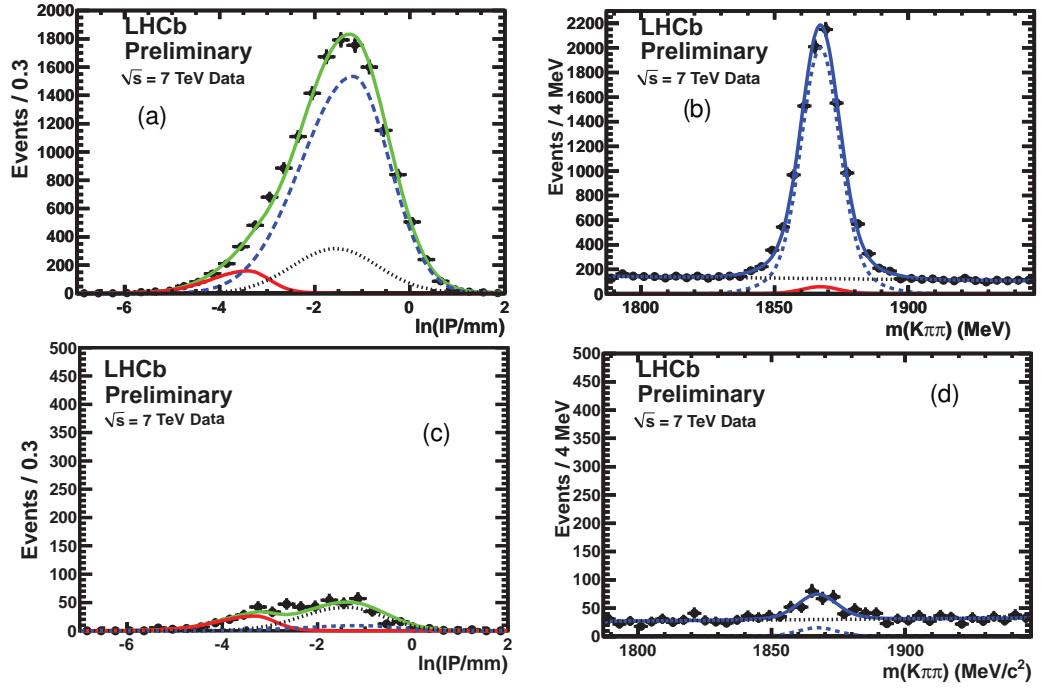 LHCb
Preliminary
√s = 7 TeV Data
(a)
Events / 0.3
0
200
400
600
800
1000
1200
1400
1600
1800
2000
-6
-4
-2
0
2
ln(IP/mm)
LHCb
Preliminary
√s = 7 TeV Data
(b)
Events / 4 MeV
0
200
400
600
800
1000
1200
1400
1600
1800
2000
2200
1800
1850
1900
m(Kππ) (MeV)
LHCb
Preliminary
√s = 7 TeV Data
(c)
Events / 0.3
0
50
100
150
200
250
300
350
400
450
500
-6
-4
-2
0
2
ln(IP/mm)
LHCb
Preliminary
√s = 7 TeV Data
(d)
Events / 4 MeV
0
50
100
150
200
250
300
350
400
450
500
1800
1850
1900
m(Kππ) (MeV/c²)